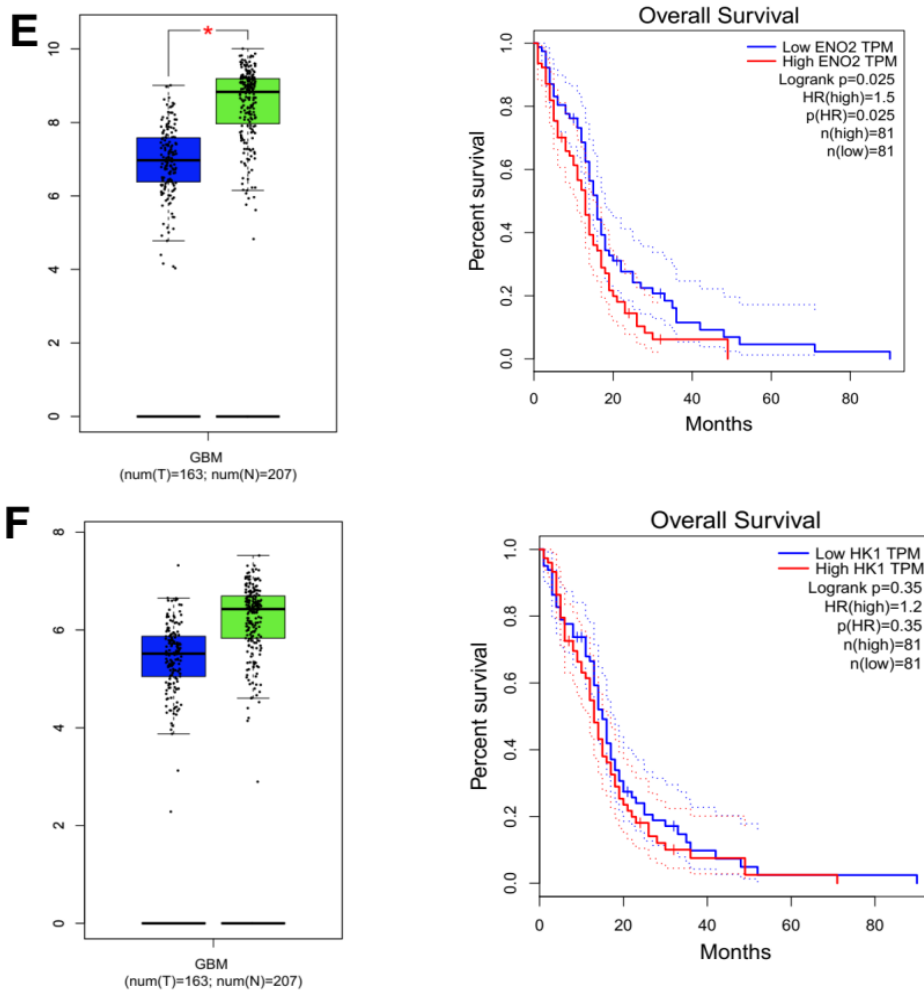 E
*
10
8
6
4
2
0
GBM
(num(T)=163; num(N)=207)
Overall Survival
Low ENO2 TPM
High ENO2 TPM
Logrank p=0.025
HR(high)=1.5
p(HR)=0.025
n(high)=81
n(low)=81
Percent survival
1.0
0.8
0.6
0.4
0.2
0.0
0 20 40 60 80
Months
F
8
6
4
2
0
GBM
(num(T)=163; num(N)=207)
Overall Survival
Low HK1 TPM
High HK1 TPM
Logrank p=0.35
HR(high)=1.2
p(HR)=0.35
n(high)=81
n(low)=81
Percent survival
1.0
0.8
0.6
0.4
0.2
0.0
0 20 40 60 80
Months